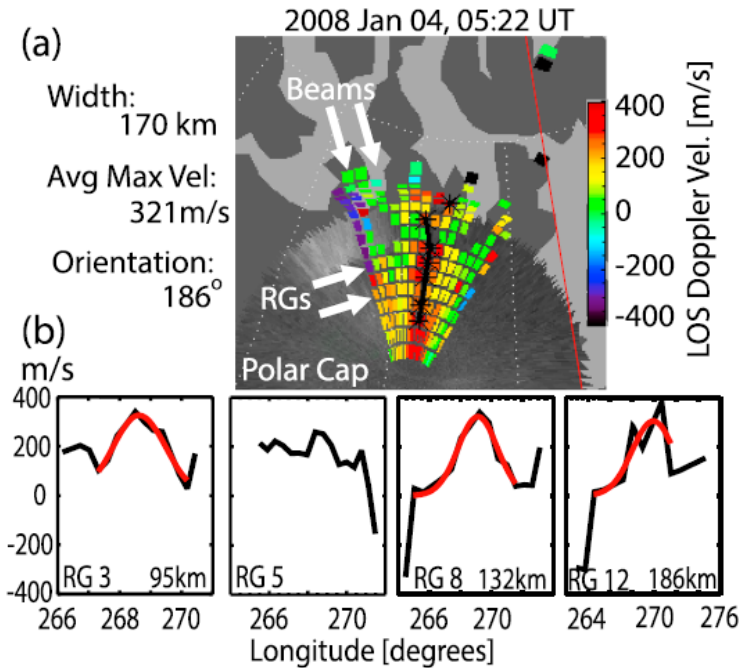 2008 Jan 04, 05:22 UT
(a)
Width:
170 km
Avg Max Vel:
321m/s
Orientation:
186°
Beams
RGs
Polar Cap
400
200
0
-200
-400
LOS Doppler Vel. [m/s]
(b)
m/s
400
200
0
-200
-400
RG 3 95km
RG 5
RG 8 132km
RG 12 186km
266 268 270 266 270 266 270 264 270 276
Longitude [degrees]